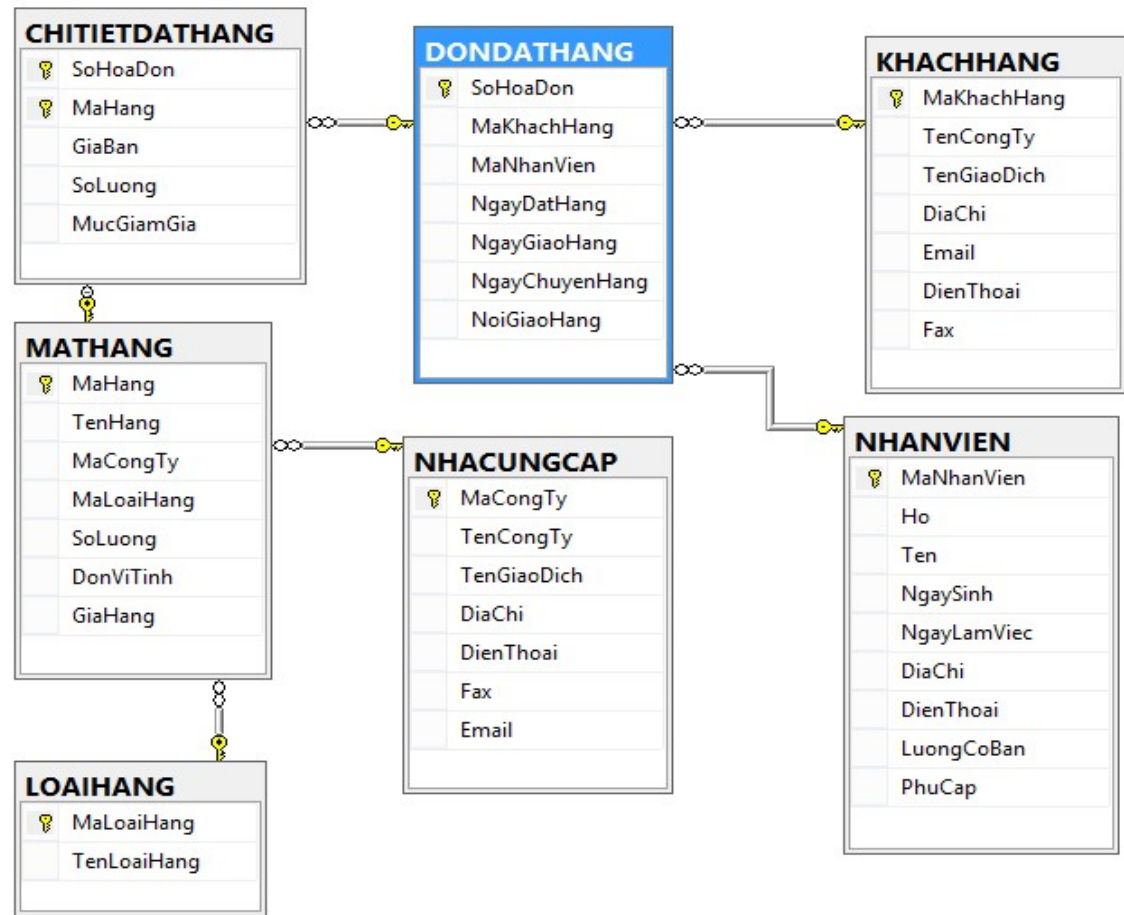 CHITIETDATHANG
SoHoaDon
MaHang
GiaBan
SoLuong
MucGiamGia
DONDATHANG
SoHoaDon
MaKhachHang
MaNhanVien
NgayDatHang
NgayGiaoHang
NgayChuyenHang
NoiGiaoHang
KHACHHANG
MaKhachHang
TenCongTy
TenGiaoDich
DiaChi
Email
DienThoai
Fax
MATHANG
MaHang
TenHang
MaCongTy
MaLoaiHang
SoLuong
DonViTinh
GiaHang
NHACUNGCAP
MaCongTy
TenCongTy
TenGiaoDich
DiaChi
DienThoai
Fax
Email
NHANVIEN
MaNhanVien
Ho
Ten
NgaySinh
NgayLamViec
DiaChi
DienThoai
LuongCoBan
PhuCap
LOAIHANG
MaLoaiHang
TenLoaiHang